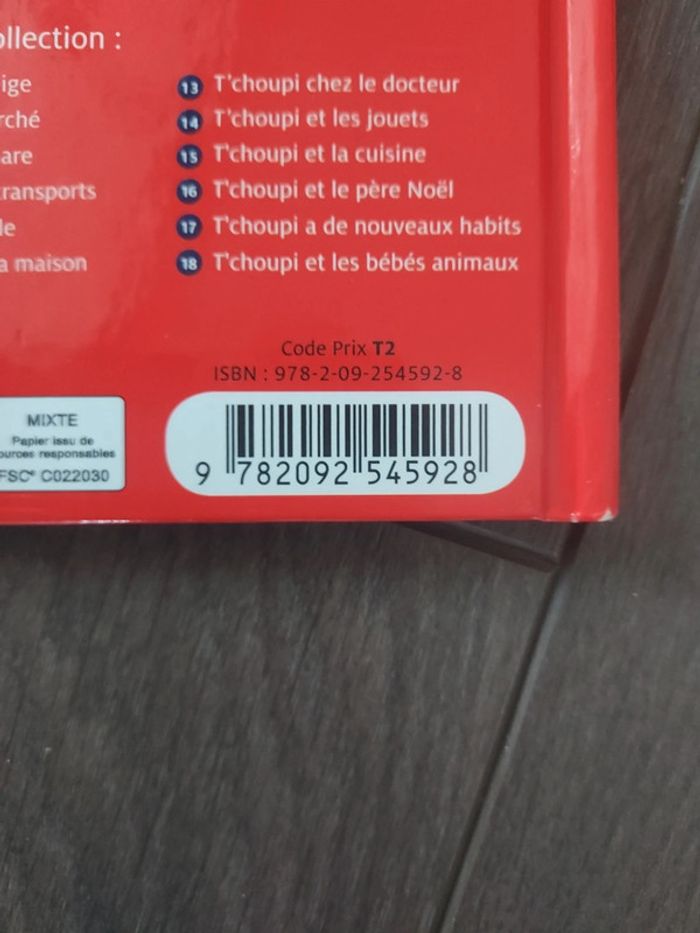 ollection :
ige
rché
are
transports
le
a maison
13 T'choupi chez le docteur
14 T'choupi et les jouets
15 T'choupi et la cuisine
16 T'choupi et le père Noël
17 T'choupi a de nouveaux habits
18 T'choupi et les bébés animaux
Code Prix T2
ISBN : 978-2-09-254592-8
9 782092 545928
MIXTE
Papier issu de
ources responsables
FSC® C022030